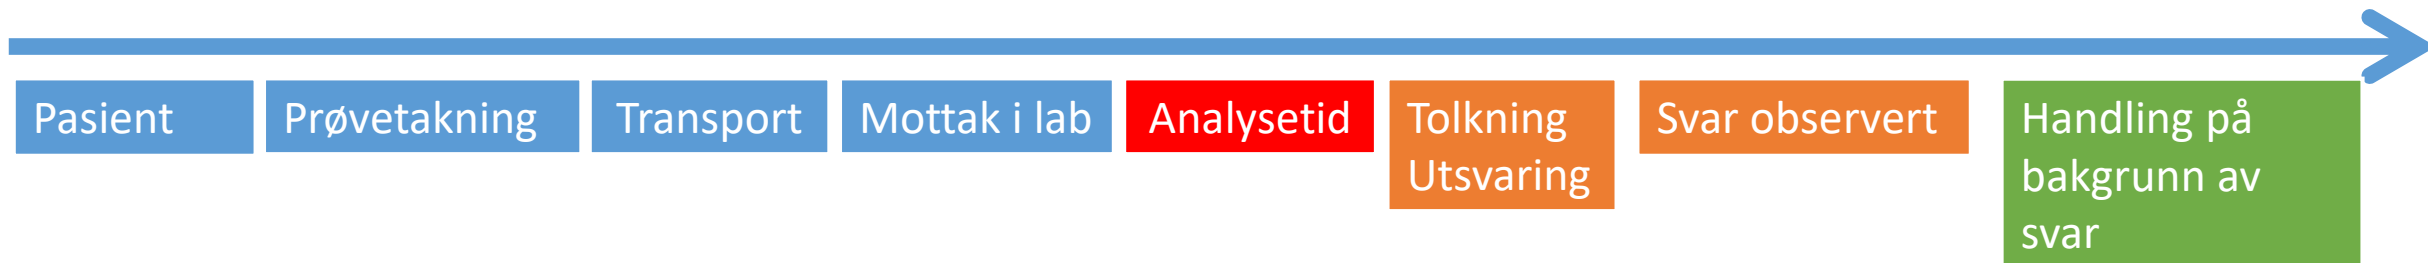 Pasient
Prøvetakning
Transport
Mottak i lab
Analysetid
Tolkning
Utsvaring
Svar observert
Handling på
bakgrunn av
svar